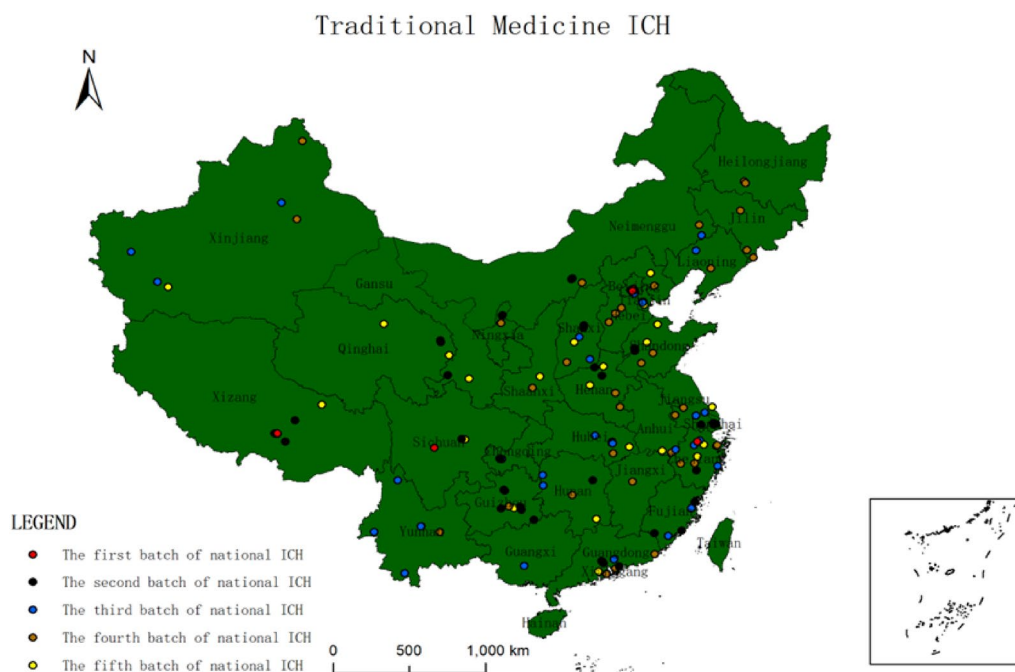 Traditional Medicine ICH
N
Heilongjiang
Jilin
Neimenggu
Xinjiang
Liaoning
Gansu
Hebei
Ningxia
Shanxi
Shandong
Qinghai
Shaanxi
Henan
Xizang
Jiangsu
Shanghai
Anhui
Hubei
Sichuan
Chongqing
Jiangxi
Hunan
Guizhou
Fujian
Yunnan
Taiwan
Guangxi
Guangdong
Hainan
LEGEND
The first batch of national ICH
The second batch of national ICH
The third batch of national ICH
The fourth batch of national ICH
The fifth batch of national ICH
0 500 1,000 km